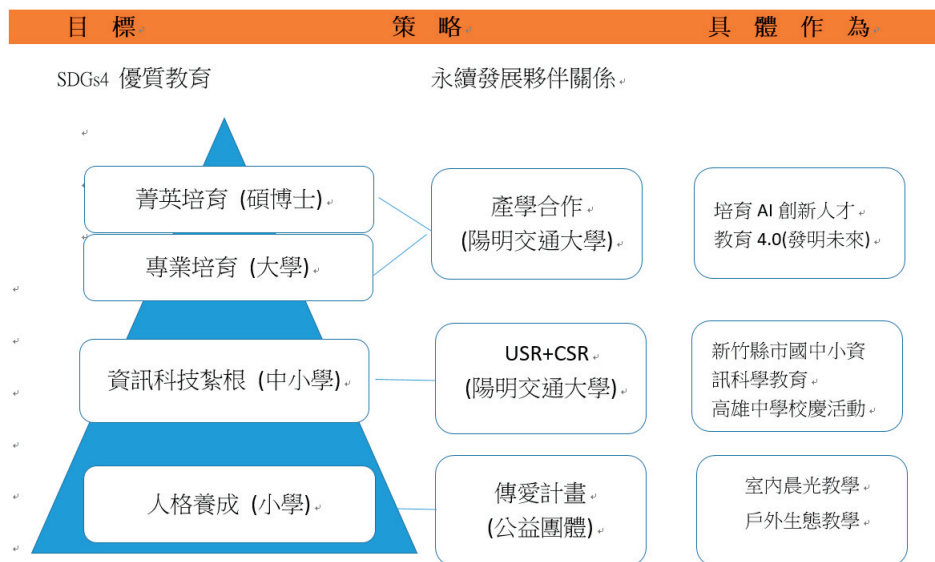 目 標 策 略 具 體 作 為
SDGs4 優質教育
永續發展夥伴關係
菁英培育 (碩博士)
專業培育 (大學)
產學合作
(陽明交通大學)
培育 AI 創新人才
教育 4.0(發明未來)
資訊科技紮根 (中小學)
USR+CSR
(陽明交通大學)
新竹縣市國中小資
訊科學教育
高雄中學校慶活動
人格養成 (小學)
傳愛計畫
(公益團體)
室內晨光教學
戶外生態教學